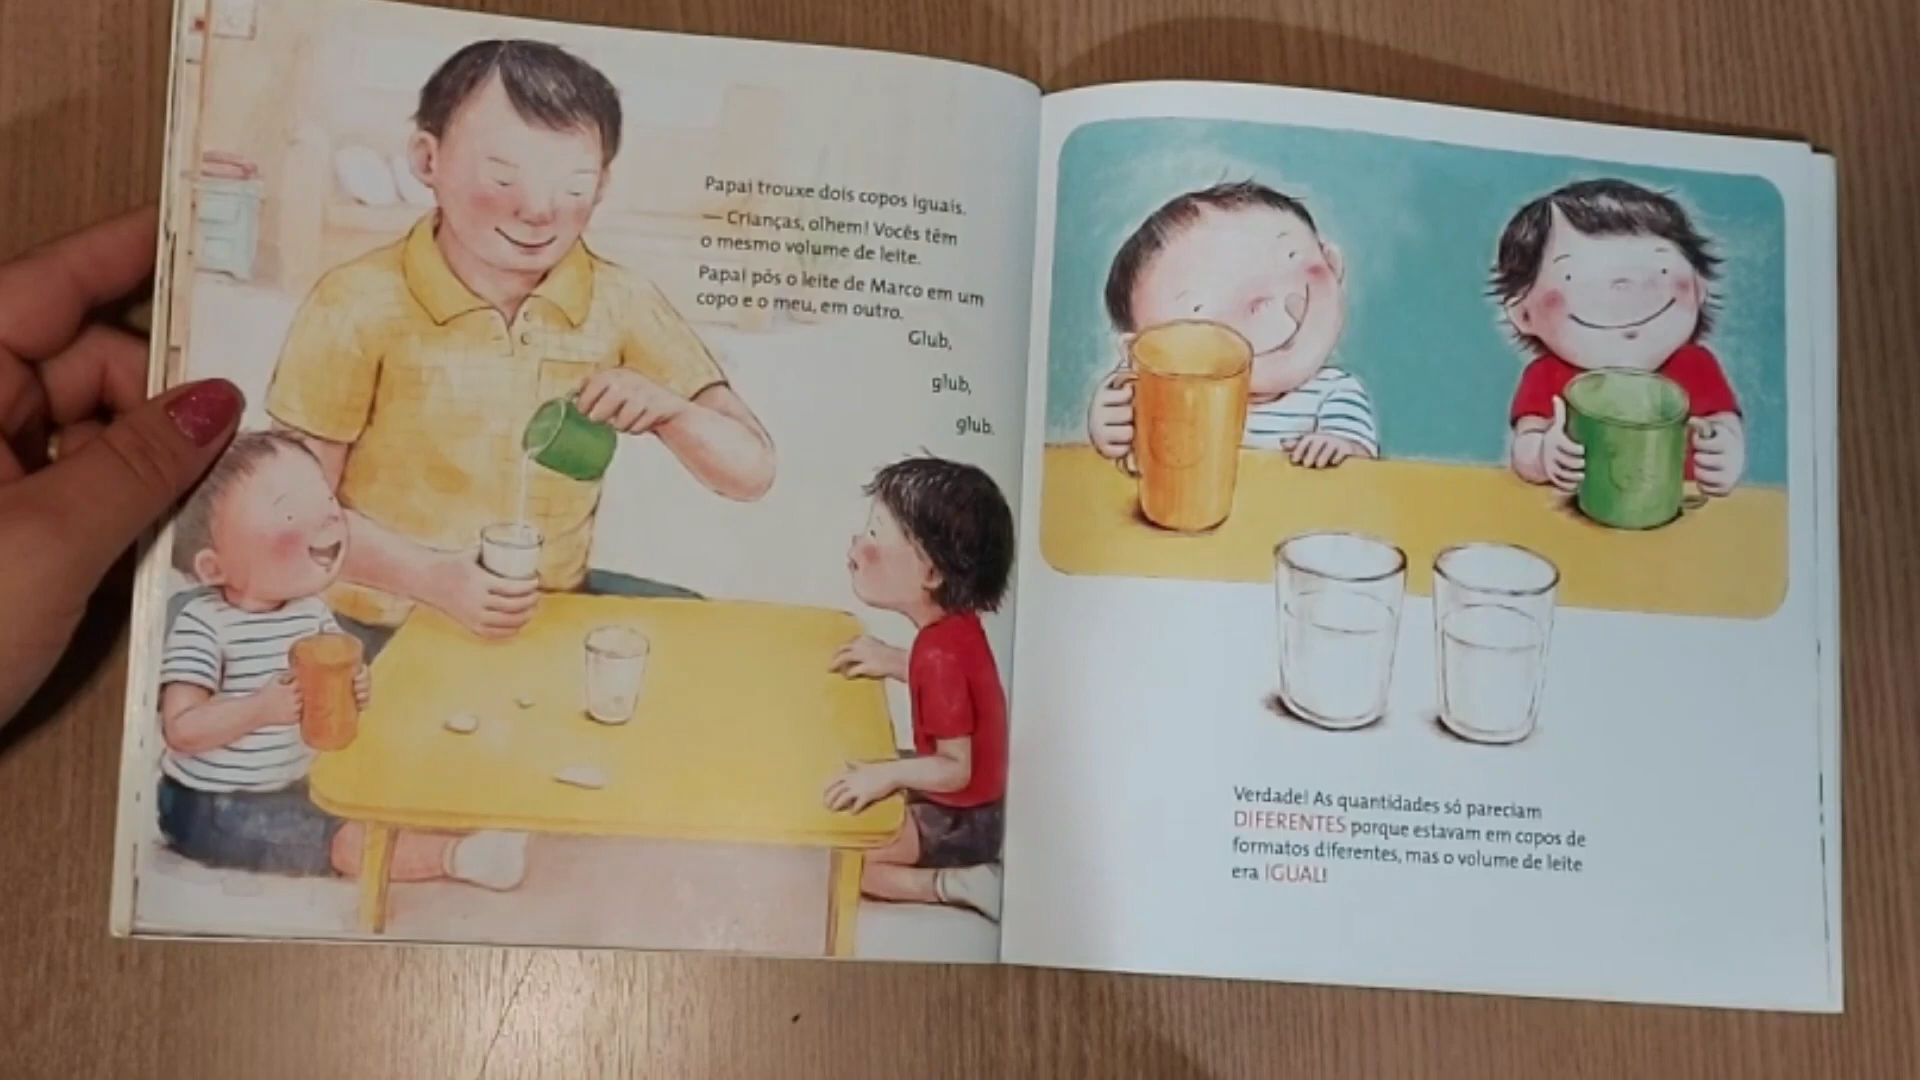 Papai trouxe dois copos iguais.
— Crianças, olhem! Vocês têm
o mesmo volume de leite.
Papai pôs o leite de Marco em um
copo e o meu, em outro.
Glub,
glub,
glub.
Verdade! As quantidades só pareciam
DIFERENTES porque estavam em copos de
formatos diferentes, mas o volume de leite
era IGUAL!